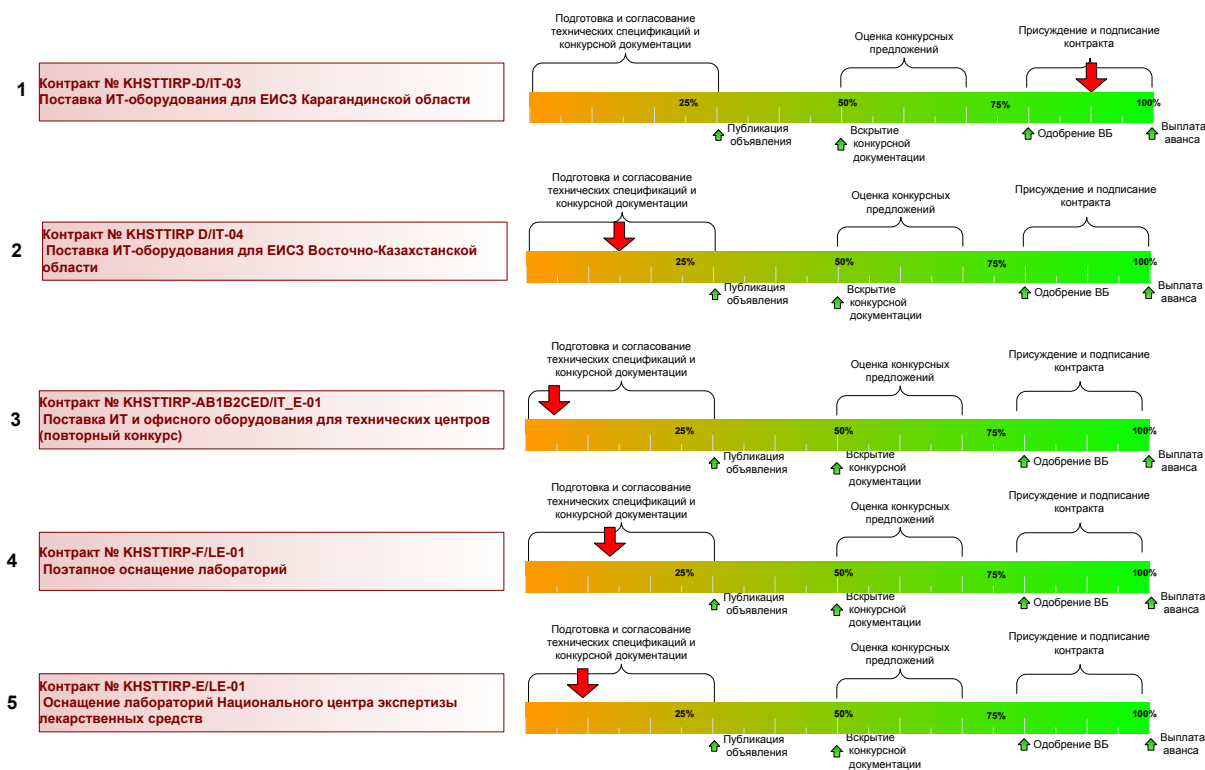 Подготовка и согласование
технических спецификаций и
конкурсной документации
Оценка конкурсных
предложений
Присуждение и подписание
контракта
1
Контракт № KHSTTIRP-D/IT-03
Поставка ИТ-оборудования для ЕИСЗ Карагандинской области
25%
50%
75%
100%
Публикация
объявления
Вскрытие
конкурсной
документации
Одобрение ВБ
Выплата
аванса
Подготовка и согласование
технических спецификаций и
конкурсной документации
Оценка конкурсных
предложений
Присуждение и подписание
контракта
2
Контракт № KHSTTIRP D/IT-04
Поставка ИТ-оборудования для ЕИСЗ Восточно-Казахстанской
области
25%
50%
75%
100%
Публикация
объявления
Вскрытие
конкурсной
документации
Одобрение ВБ
Выплата
аванса
Подготовка и согласование
технических спецификаций и
конкурсной документации
Оценка конкурсных
предложений
Присуждение и подписание
контракта
3
Контракт № KHSTTIRP-AB1B2CED/IT_E-01
Поставка ИТ и офисного оборудования для технических центров
(повторный конкурс)
25%
50%
75%
100%
Публикация
объявления
Вскрытие
конкурсной
документации
Одобрение ВБ
Выплата
аванса
Подготовка и согласование
технических спецификаций и
конкурсной документации
Оценка конкурсных
предложений
Присуждение и подписание
контракта
4
Контракт № KHSTTIRP-F/LE-01
Поэтапное оснащение лабораторий
25%
50%
75%
100%
Публикация
объявления
Вскрытие
конкурсной
документации
Одобрение ВБ
Выплата
аванса
Подготовка и согласование
технических спецификаций и
конкурсной документации
Оценка конкурсных
предложений
Присуждение и подписание
контракта
5
Контракт № KHSTTIRP-E/LE-01
Оснащение лабораторий Национального центра экспертизы
лекарственных средств
25%
50%
75%
100%
Публикация
объявления
Вскрытие
конкурсной
документации
Одобрение ВБ
Выплата
аванса